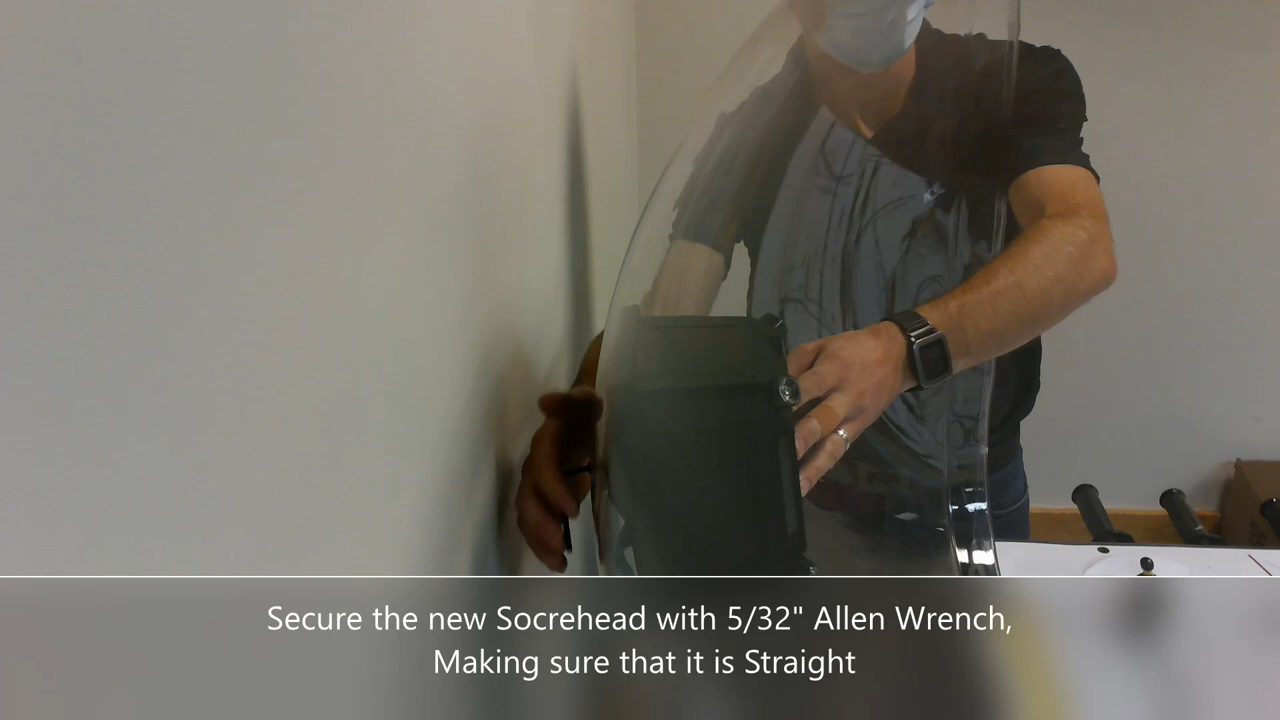 Secure the new Socrehead with 5/32" Allen Wrench,
Making sure that it is Straight